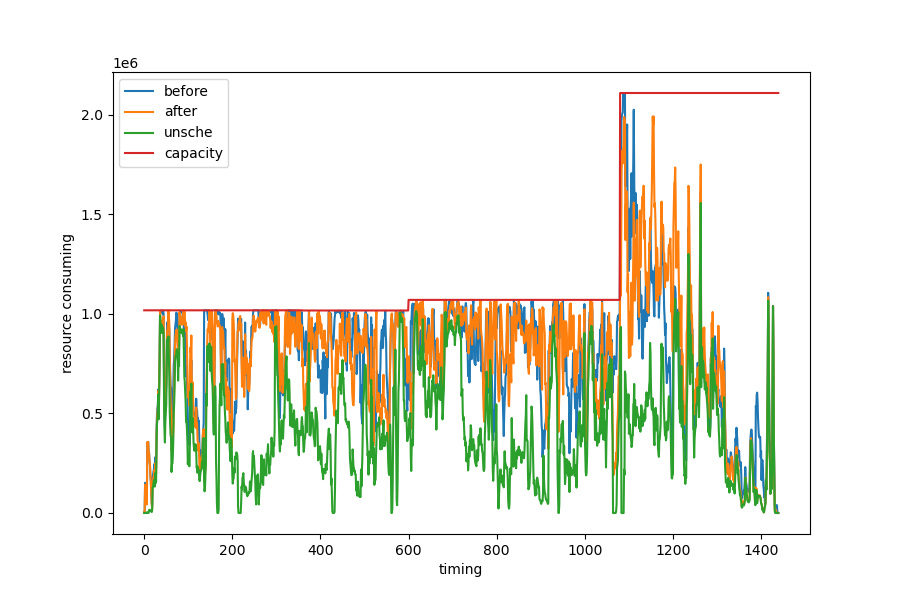 1e6
before
after
unsche
capacity
2.0
1.5
1.0
0.5
0.0
resource consuming
0 200 400 600 800 1000 1200 1400
timing